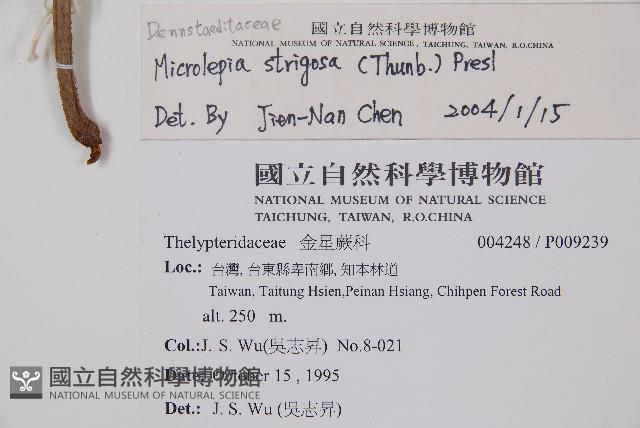 Dennstaeditaceae
國立自然科學博物館
NATIONAL MUSEUM OF NATURAL SCIENCE, TAICHUNG, TAIWAN, R.O.CHINA
Microlepia strigosa (Thunb.) Presl
Det. By Jien-Nan Chen 2004/1/15
國立自然科學博物館
NATIONAL MUSEUM OF NATURAL SCIENCE
TAICHUNG, TAIWAN, R.O.CHINA
Thelypteridaceae 金星蕨科 004248 / P009239
Loc.: 台灣, 台東縣卑南鄉, 知本林道
Taiwan, Taitung Hsien,Peinan Hsiang, Chihpen Forest Road
alt. 250 m.
Col.:J. S. Wu(吳志昇) No.8-021
Date: October 15 , 1995
國立自然科學博物館
NATIONAL MUSEUM OF NATURAL SCIENCE
Det.: J. S. Wu (吳志昇)